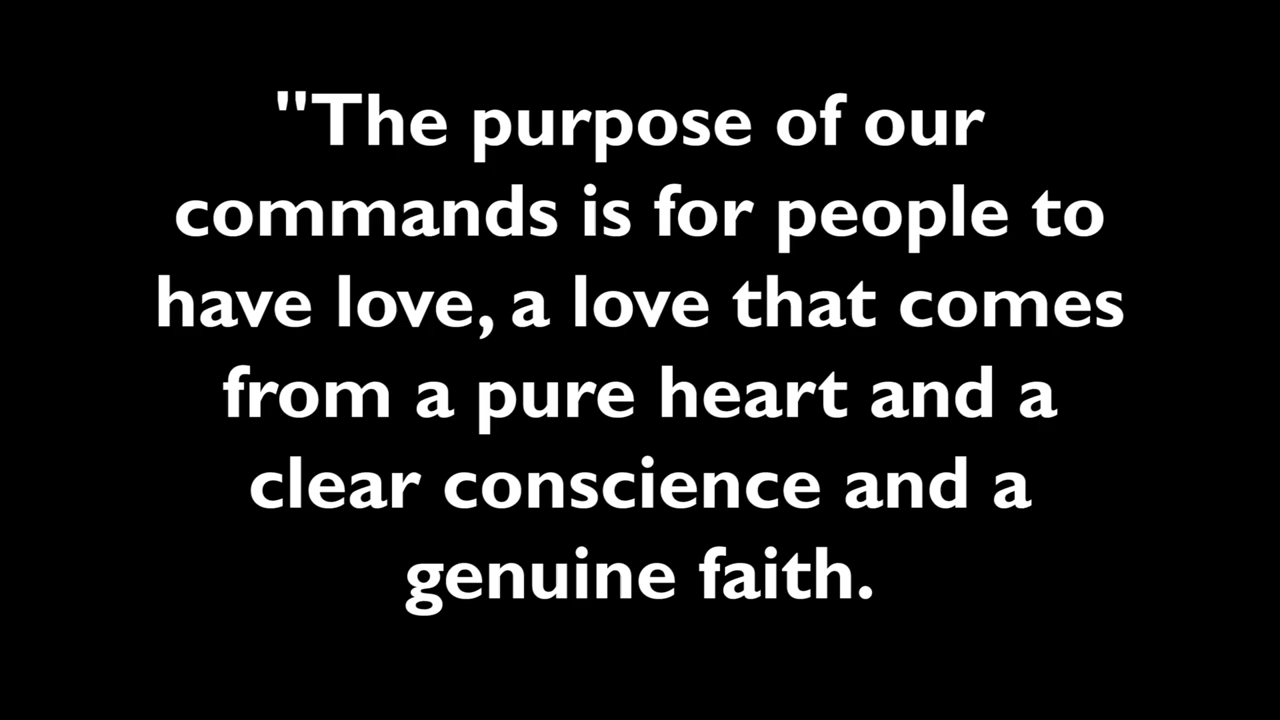 "The purpose of our
commands is for people to
have love, a love that comes
from a pure heart and a
clear conscience and a
genuine faith.